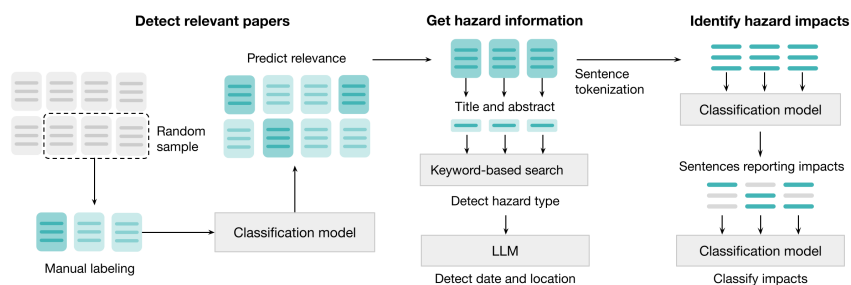 Detect relevant papers
Predict relevance
Random
sample
Manual labeling
Classification model
Get hazard information
Title and abstract
Keyword-based search
Detect hazard type
LLM
Detect date and location
Sentence
tokenization
Identify hazard impacts
Classification model
Sentences reporting impacts
Classification model
Classify impacts